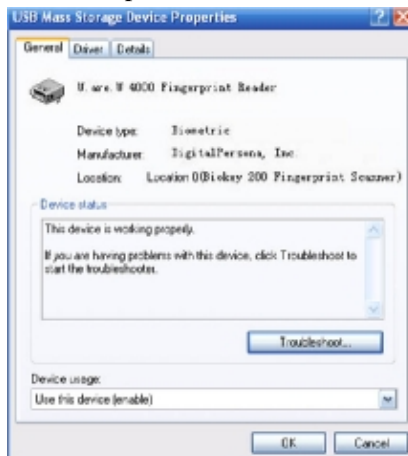 USB Mass Storage Device Properties
General Driver Details
U. are. U 4000 Fingerprint Reader
Device type: Biometric
Manufacturer: DigitalPersona, Inc.
Location: Location 0(Biokey 200 Fingerprint Scanner)
Device status
This device is working properly.
If you are having problems with this device, click Troubleshoot to
start the troubleshooter.
Troubleshoot...
Device usage:
Use this device (enable)
OK Cancel